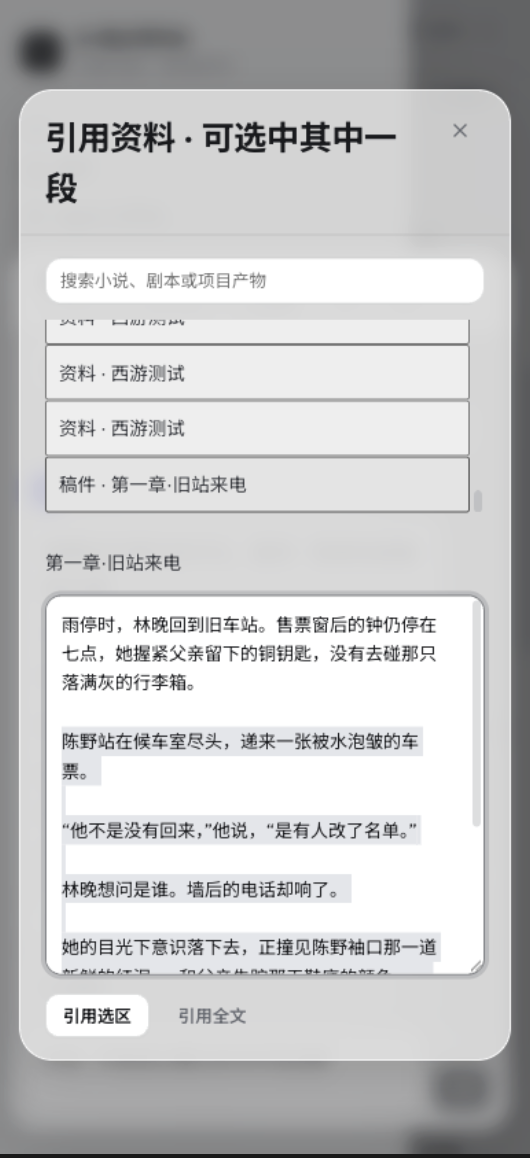 引用资料 · 可选中其中一
段
搜索小说、剧本或项目产物
资料 · 西游测试
资料 · 西游测试
资料 · 西游测试
稿件 · 第一章·旧站来电
第一章·旧站来电
雨停时，林晚回到旧车站。售票窗后的钟仍停在
七点，她握紧父亲留下的铜钥匙，没有去碰那只
落满灰的行李箱。
陈野站在候车室尽头，递来一张被水泡皱的车
票。
“他不是没有回来，”他说，“是有人改了名单。”
林晚想问是谁。墙后的电话却响了。
她的目光下意识落下去，正撞见陈野袖口那一道
引用选区
引用全文